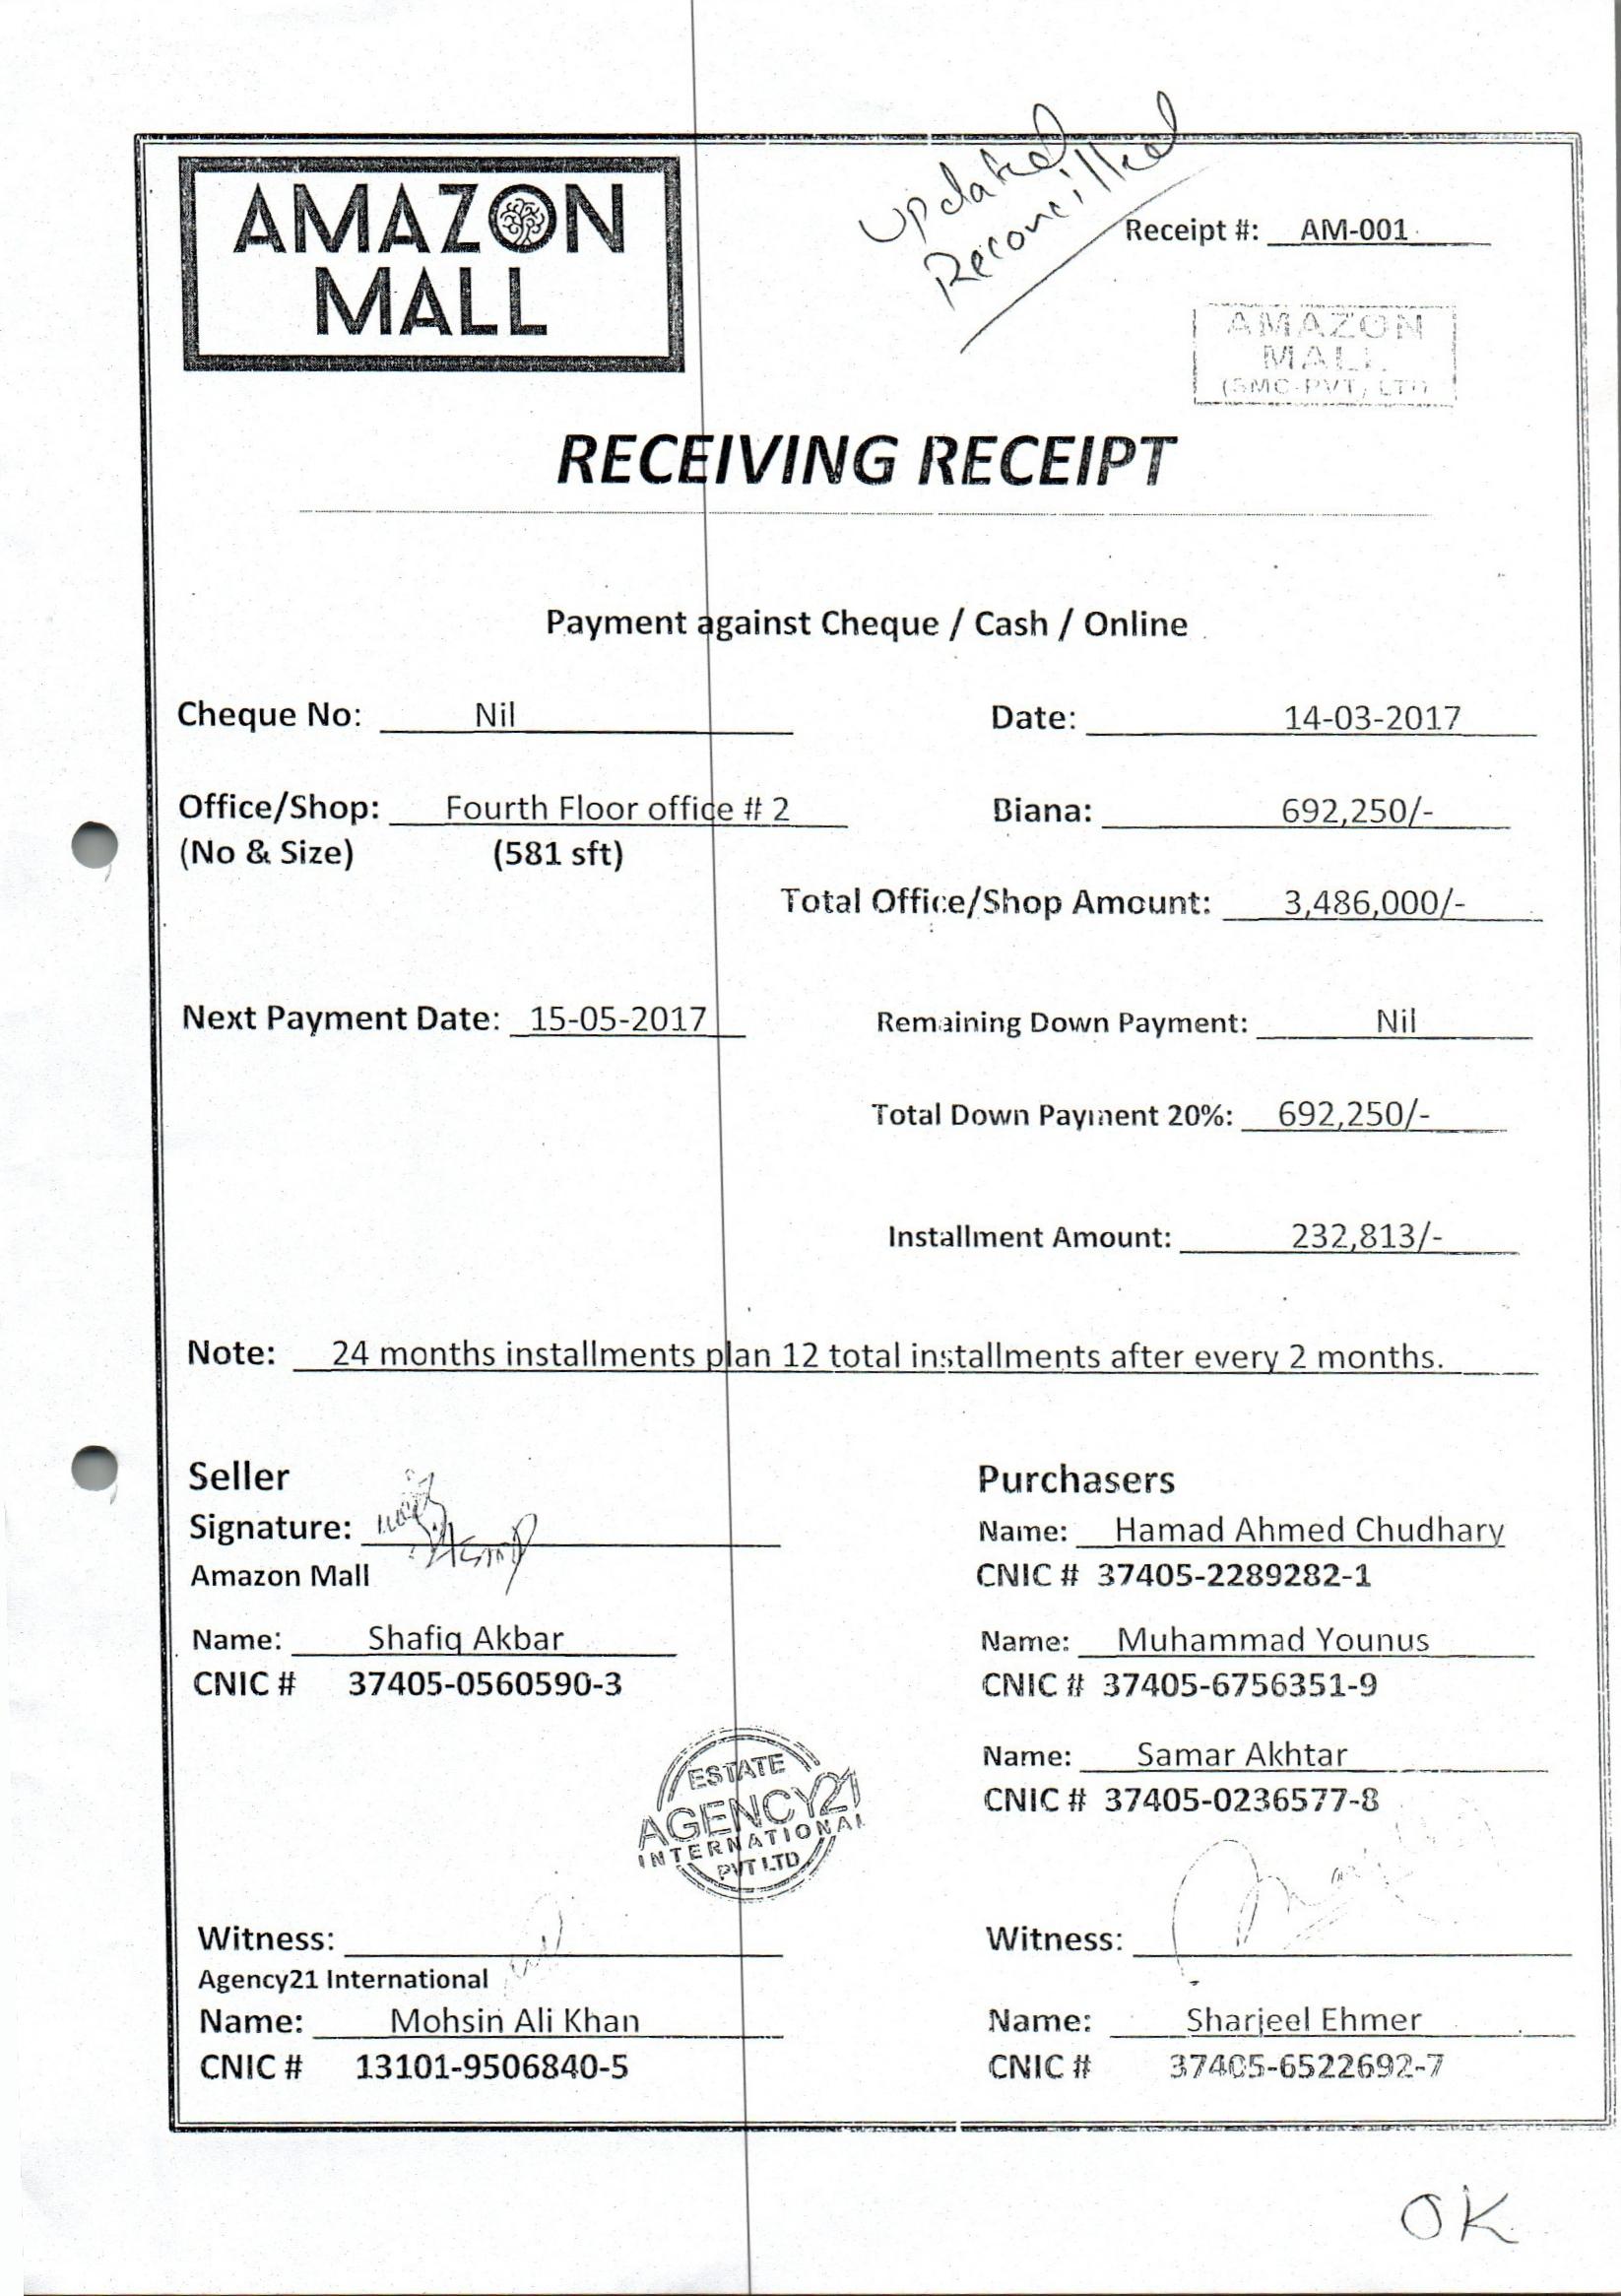 Updated
Reconcilled
AMAZON
MALL
Receipt #: AM-001
AMAZON
MALL
(SMC-PVT) LTD
RECEIVING RECEIPT
Payment against Cheque / Cash / Online
Cheque No: Nil Date: 14-03-2017
Office/Shop: Fourth Floor office # 2 Biana: 692,250/-
(No & Size) (581 sft)
Total Office/Shop Amount: 3,486,000/-
Next Payment Date: 15-05-2017 Remaining Down Payment: Nil
Total Down Payment 20%: 692,250/-
Installment Amount: 232,813/-
Note: 24 months installments plan 12 total installments after every 2 months.
Seller Purchasers
Signature: Name: Hamad Ahmed Chudhary
Amazon Mall CNIC # 37405-2289282-1
Name: Shafiq Akbar Name: Muhammad Younus
CNIC # 37405-0560590-3 CNIC # 37405-6756351-9
Name: Samar Akhtar
CNIC # 37405-0236577-8
ESTATE
AGENCY21
INTERNATIONAL
PVT LTD
Witness: Witness:
Agency21 International
Name: Mohsin Ali Khan Name: Sharjeel Ehmer
CNIC # 13101-9506840-5 CNIC # 37405-6522692-7
OK